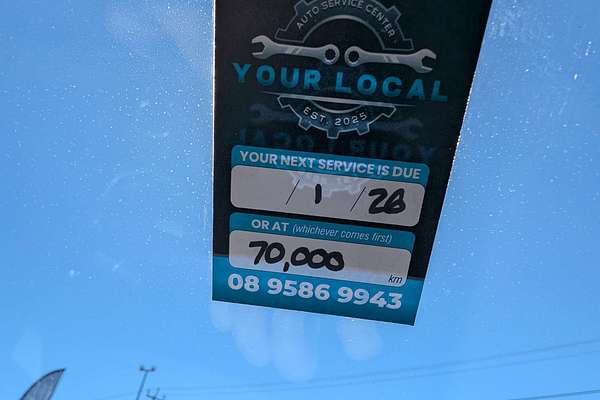 AUTO SERVICE CENTER
YOUR LOCAL
EST. 2025
YOUR NEXT SERVICE IS DUE
/ 1 / 26
OR AT (whichever comes first)
70,000 km
08 9586 9943